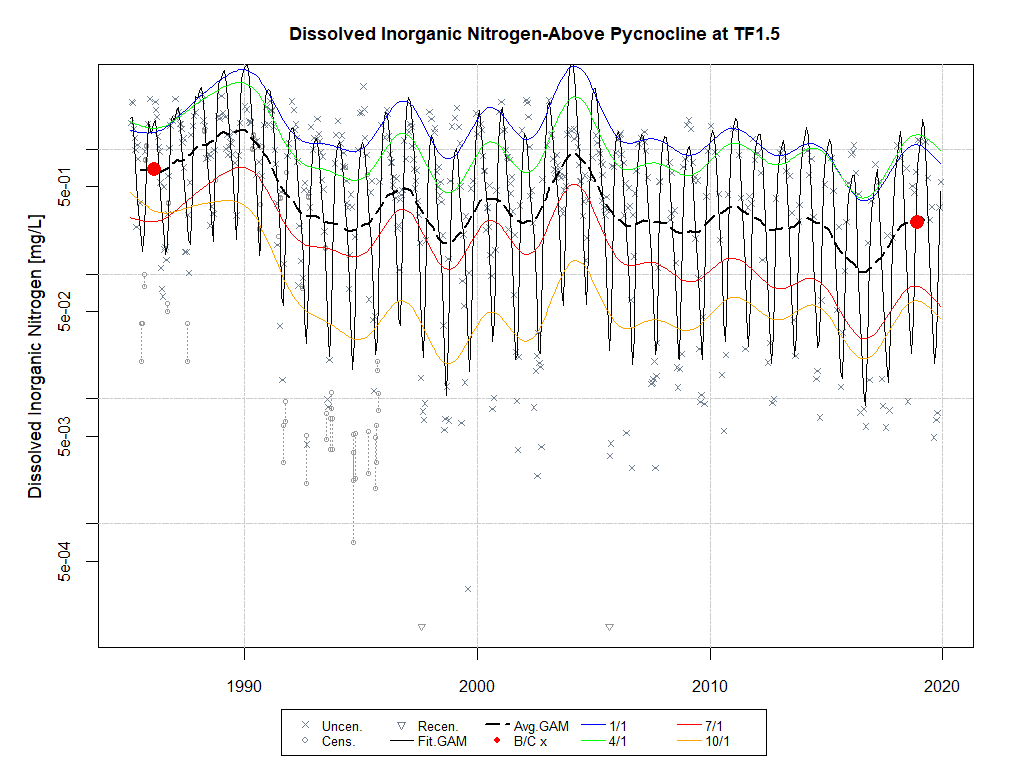 Dissolved Inorganic Nitrogen-Above Pycnocline at TF1.5
Dissolved Inorganic Nitrogen [mg/L]
5e-01
5e-02
5e-03
5e-04
1990 2000 2010 2020
Uncen. Recen. Avg.GAM 1/1 7/1
Cens. Fit.GAM B/C x 4/1 10/1